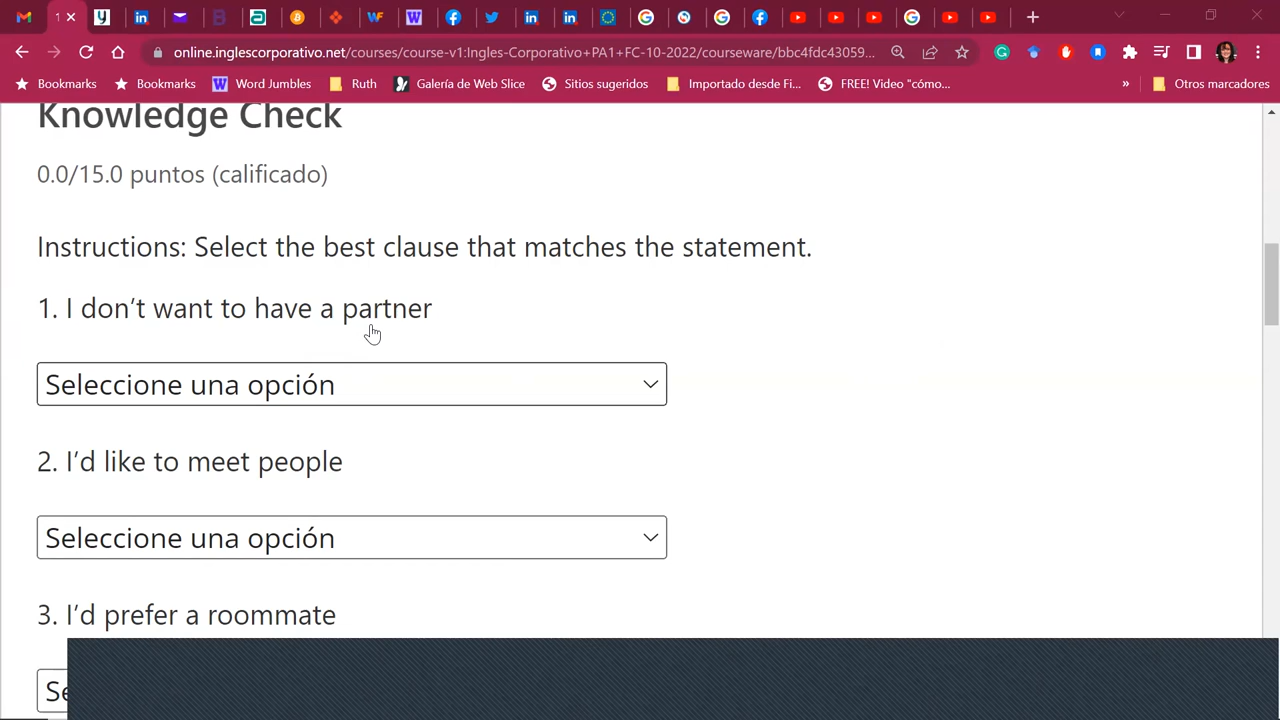 1
online.inglescorporativo.net/courses/course-v1:Ingles-Corporativo+PA1+FC-10-2022/courseware/bbc4fdc43059...
Bookmarks Bookmarks Word Jumbles Ruth Galería de Web Slice Sitios sugeridos Importado desde Fi... FREE! Video "cómo... » Otros marcadores
Knowledge Check
0.0/15.0 puntos (calificado)
Instructions: Select the best clause that matches the statement.
1. I don’t want to have a partner
Seleccione una opción
2. I’d like to meet people
Seleccione una opción
3. I’d prefer a roommate
Se